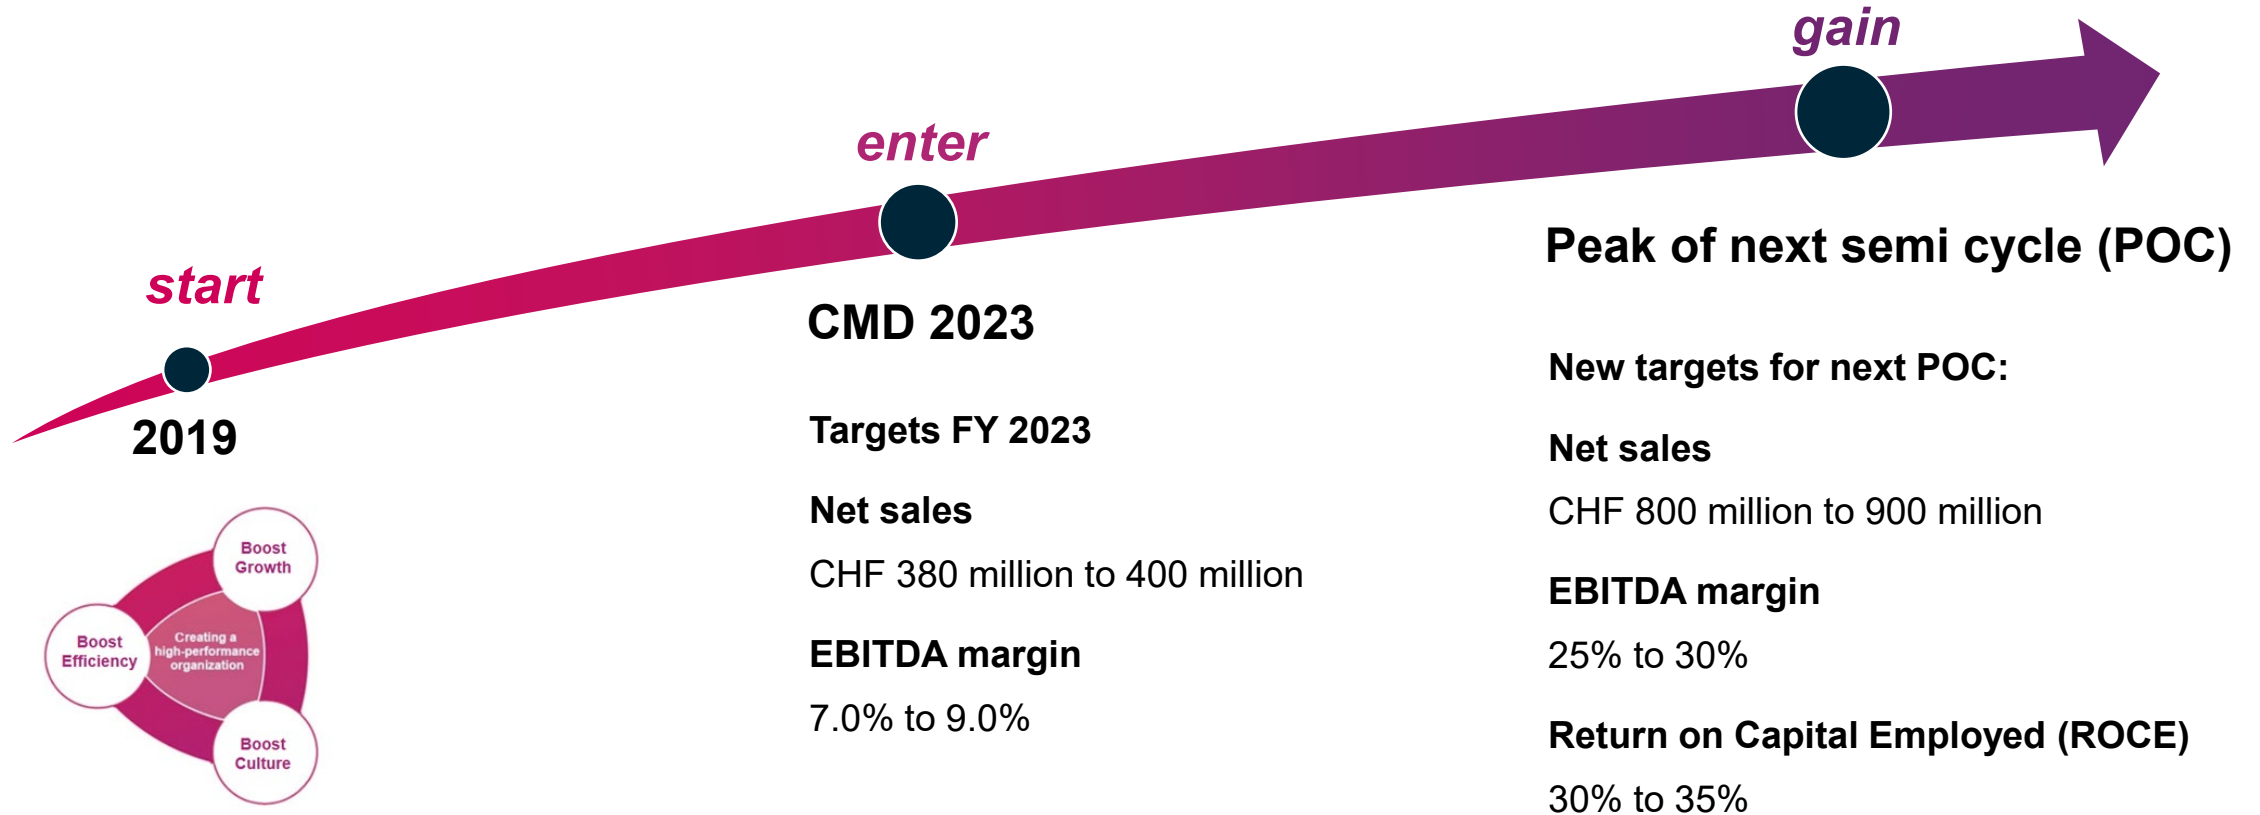 start
2019
Boost
Growth
Boost
Efficiency
Creating a
high-performance
organization
Boost
Culture
enter
CMD 2023
Targets FY 2023
Net sales
CHF 380 million to 400 million
EBITDA margin
7.0% to 9.0%
gain
Peak of next semi cycle (POC)
New targets for next POC:
Net sales
CHF 800 million to 900 million
EBITDA margin
25% to 30%
Return on Capital Employed (ROCE)
30% to 35%